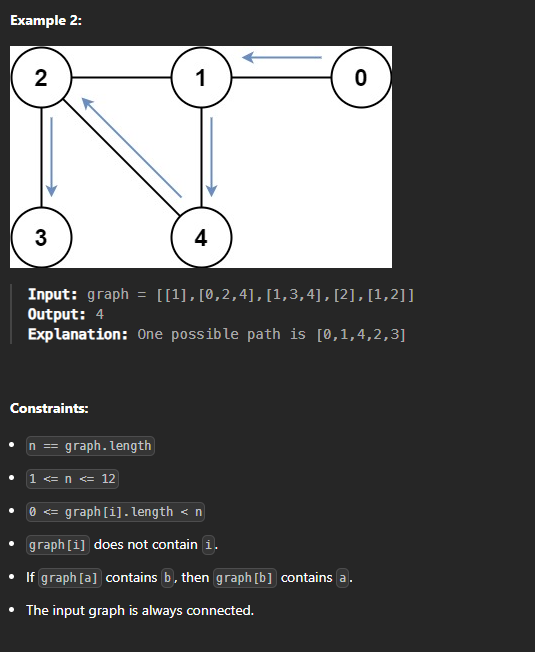 Example 2:
2 1 0
3 4
Input: graph = [[1],[0,2,4],[1,3,4],[2],[1,2]]
Output: 4
Explanation: One possible path is [0,1,4,2,3]
Constraints:
• n == graph.length
• 1 <= n <= 12
• 0 <= graph[i].length < n
• graph[i] does not contain i.
• If graph[a] contains b, then graph[b] contains a.
• The input graph is always connected.